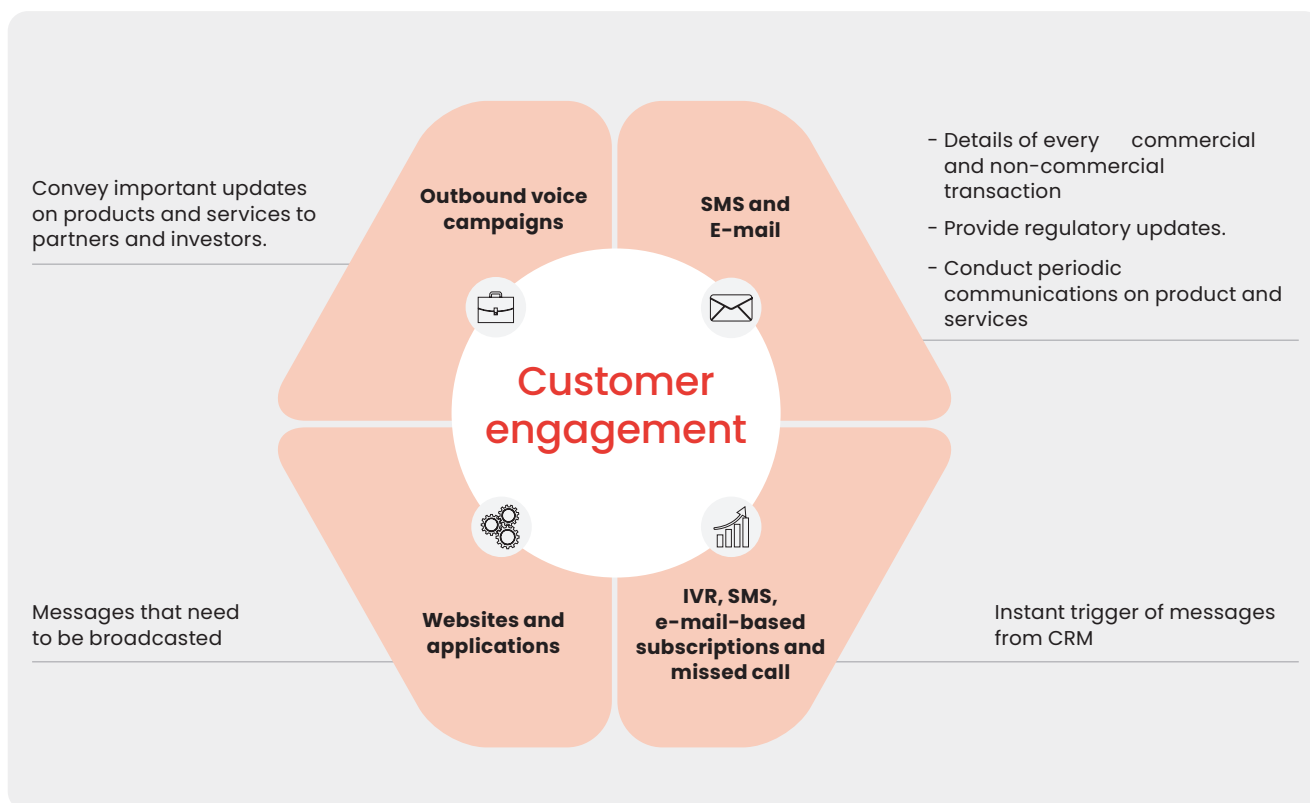 Convey important updates
on products and services to
partners and investors.
Outbound voice
campaigns
SMS and
E-mail
- Details of every commercial
and non-commercial
transaction
- Provide regulatory updates.
- Conduct periodic
communications on product and
services
Customer
engagement
Messages that need
to be broadcasted
Websites and
applications
IVR, SMS,
e-mail-based
subscriptions and
missed call
Instant trigger of messages
from CRM